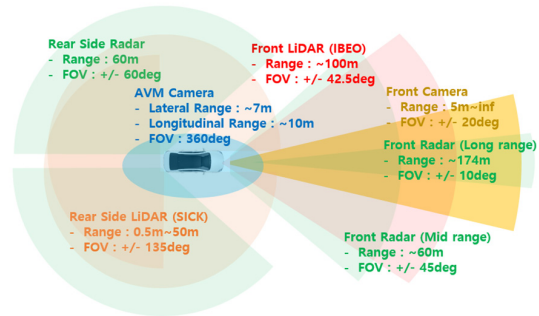 Rear Side Radar
- Range : 60m
- FOV : +/- 60deg
Front LiDAR (IBEO)
- Range : ~100m
- FOV : +/- 42.5deg
AVM Camera
- Lateral Range : ~7m
- Longitudinal Range : ~10m
- FOV : 360deg
Front Camera
- Range : 5m~inf
- FOV : +/- 20deg
Front Radar (Long range)
- Range : ~174m
- FOV : +/- 10deg
Rear Side LiDAR (SICK)
- Range : 0.5m~50m
- FOV : +/- 135deg
Front Radar (Mid range)
- Range : ~60m
- FOV : +/- 45deg